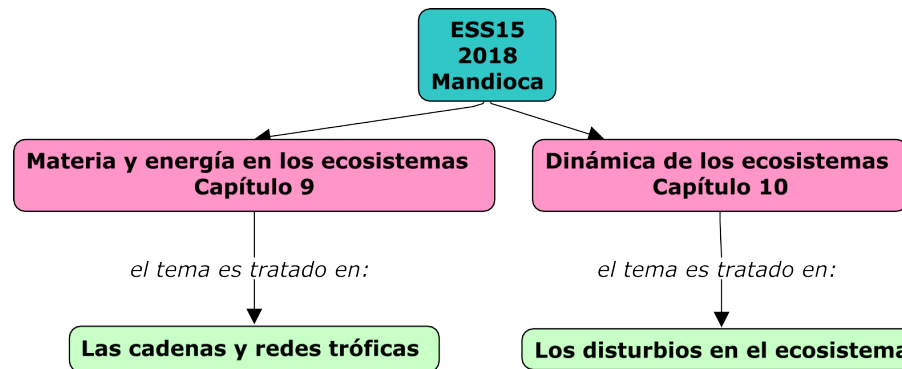 ESS15
2018
Mandioca
Materia y energía en los ecosistemas
Capítulo 9
Dinámica de los ecosistemas
Capítulo 10
el tema es tratado en:
el tema es tratado en:
Las cadenas y redes tróficas
Los disturbios en el ecosistema